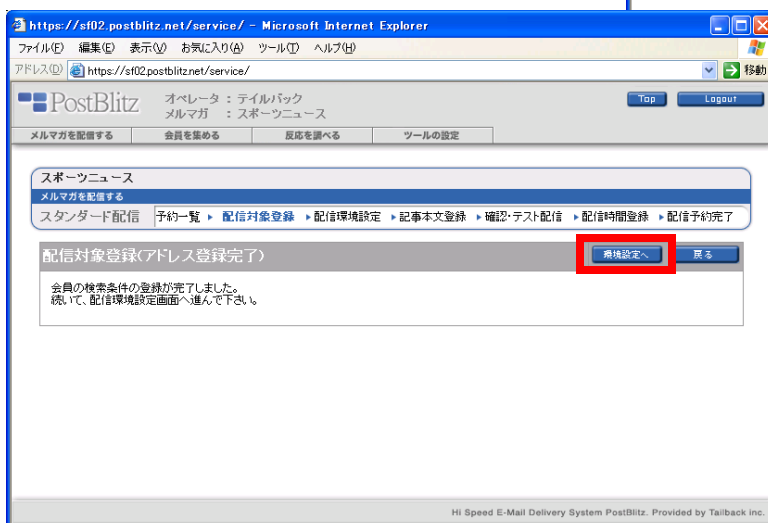 https://sf02.postblitz.net/service/ - Microsoft Internet Explorer
ファイル(F) 編集(E) 表示(V) お気に入り(A) ツール(T) ヘルプ(H)
アドレス(D) https://sf02.postblitz.net/service/ 移動
PostBlitz オペレータ : テイルバック Top Logout
メルマガ : スポーツニュース
メルマガを配信する 会員を集める 反応を調べる ツールの設定
スポーツニュース
メルマガを配信する
スタンダード配信 予約一覧 ▶ 配信対象登録 ▶配信環境設定 ▶記事本文登録 ▶確認・テスト配信 ▶配信時間登録 ▶配信予約完了
配信対象登録(アドレス登録完了) 環境設定へ 戻る
会員の検索条件の登録が完了しました。
続いて、配信環境設定画面へ進んで下さい。
Hi Speed E-Mail Delivery System PostBlitz. Provided by Tailback inc.